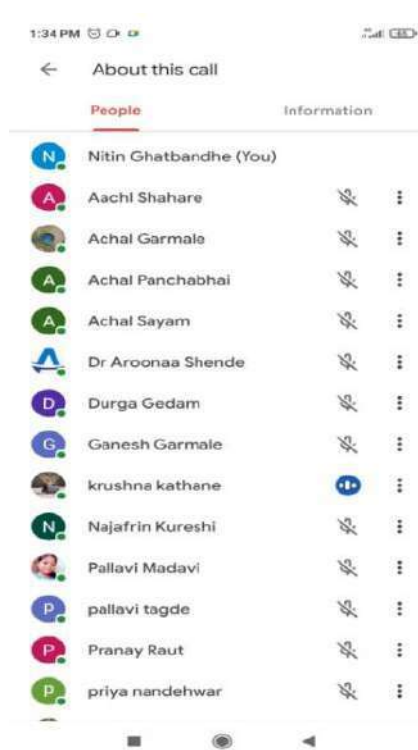 1:34 PM
About this call
People Information
N Nitin Ghatbandhe (You)
A Aachl Shahare
Achal Garmale
A Achal Panchabhai
A Achal Sayam
Dr Aroonaa Shende
D Durga Gedam
G Ganesh Garmale
krushna kathane
N Najafrin Kureshi
Pallavi Madavi
P pallavi tagde
P Pranay Raut
P priya nandehwar